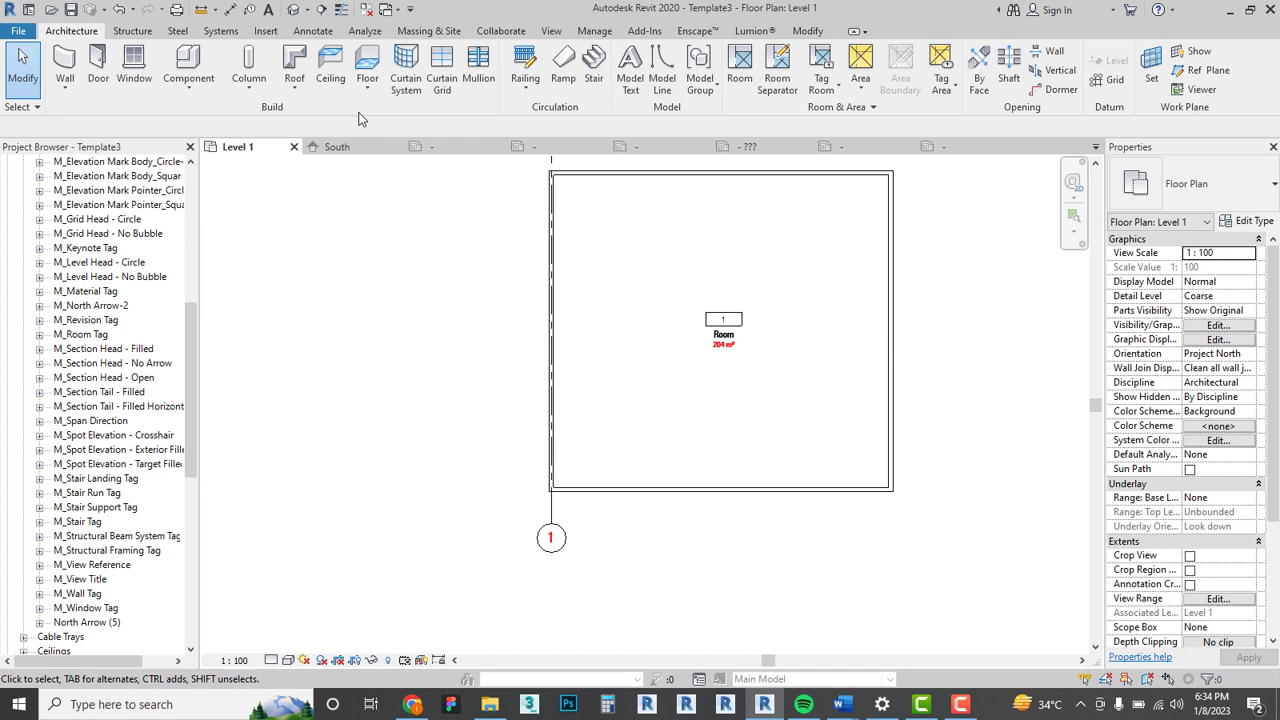 Autodesk Revit 2020 - Template3 - Floor Plan: Level 1
Sign In
File Architecture Structure Steel Systems Insert Annotate Analyze Massing & Site Collaborate View Manage Add-Ins Enscape™ Lumion® Modify
Modify Wall Door Window Component Column Roof Ceiling Floor Curtain System Curtain Grid Mullion Railing Ramp Stair Model Text Model Line Model Group Room Room Separator Tag Room Area Area Boundary Tag Area By Face Shaft Wall Vertical Dormer Level Grid Set Show Ref Plane Viewer
Select Build Circulation Model Room & Area Opening Datum Work Plane
Project Browser - Template3
Level 1 South - - - - ??? - -
Properties
M_Elevation Mark Body_Circle-
M_Elevation Mark Body_Square
M_Elevation Mark Pointer_Circl
M_Elevation Mark Pointer_Squa
M_Grid Head - Circle
M_Grid Head - No Bubble
M_Keynote Tag
M_Level Head - Circle
M_Level Head - No Bubble
M_Material Tag
M_North Arrow-2
M_Revision Tag
M_Room Tag
M_Section Head - Filled
M_Section Head - No Arrow
M_Section Head - Open
M_Section Tail - Filled
M_Section Tail - Filled Horizont
M_Span Direction
M_Spot Elevation - Crosshair
M_Spot Elevation - Exterior Fille
M_Spot Elevation - Target Filled
M_Stair Landing Tag
M_Stair Run Tag
M_Stair Support Tag
M_Stair Tag
M_Structural Beam System Tag
M_Structural Framing Tag
M_View Reference
M_View Title
M_Wall Tag
M_Window Tag
North Arrow (5)
Cable Trays
Ceilings
1
Room
204 m²
1
2D
Floor Plan
Floor Plan: Level 1 Edit Type
Graphics
View Scale 1 : 100
Scale Value 1: 100
Display Model Normal
Detail Level Coarse
Parts Visibility Show Original
Visibility/Grap... Edit...
Graphic Displ... Edit...
Orientation Project North
Wall Join Disp... Clean all wall j...
Discipline Architectural
Show Hidden ... By Discipline
Color Scheme... Background
Color Scheme <none>
System Color ... Edit...
Default Analy... None
Sun Path
Underlay
Range: Base L... None
Range: Top Le... Unbounded
Underlay Orie... Look down
Extents
Crop View
Crop Region ...
Annotation Cr...
View Range Edit...
Associated Le... Level 1
Scope Box None
Depth Clipping No clip
Properties help Apply
1 : 100
Click to select, TAB for alternates, CTRL adds, SHIFT unselects. :0 Main Model :0
Type here to search 34°C 6:34 PM
1/8/2023